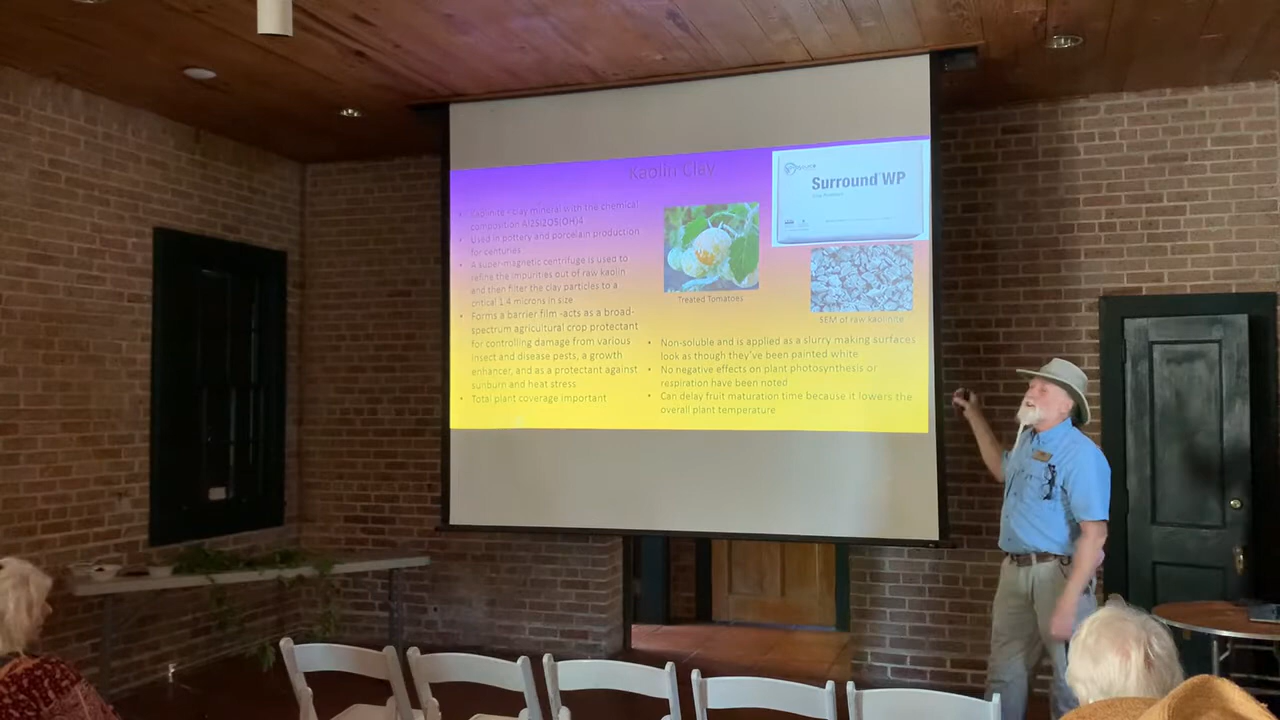 Kaolin Clay
• Kaolinite - clay mineral with the chemical
composition Al2Si2O5(OH)4
• Used in pottery and porcelain production
for centuries
• A super-magnetic centrifuge is used to
refine the impurities out of raw kaolin
and then filter the clay particles to a
critical 1.4 microns in size
• Forms a barrier film -acts as a broad-
spectrum agricultural crop protectant
for controlling damage from various
insect and disease pests, a growth
enhancer, and as a protectant against
sunburn and heat stress
• Total plant coverage important
Surround WP
Treated Tomatoes
SEM of raw kaolinite
• Non-soluble and is applied as a slurry making surfaces
look as though they've been painted white
• No negative effects on plant photosynthesis or
respiration have been noted
• Can delay fruit maturation time because it lowers the
overall plant temperature